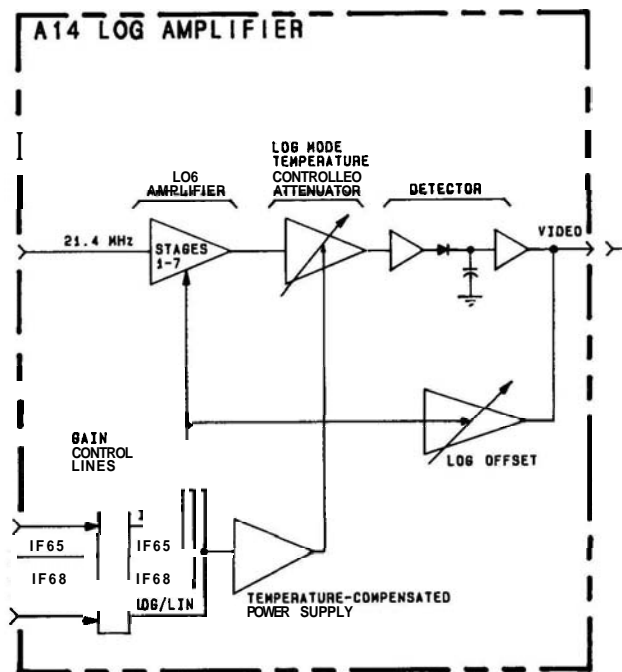 A14 LOG AMPLIFIER
LO6
AMPLIFIER
LOG MODE
TEMPERATURE
CONTROLLEO
ATTENUATOR
DETECTOR
21.4 MHz
STAGES
1-7
VIDEO
LOG OFFSET
GAIN
CONTROL
LINES
IF65
IF65
IF68
IF68
LOG/LIN
TEMPERATURE-COMPENSATED
POWER SUPPLY